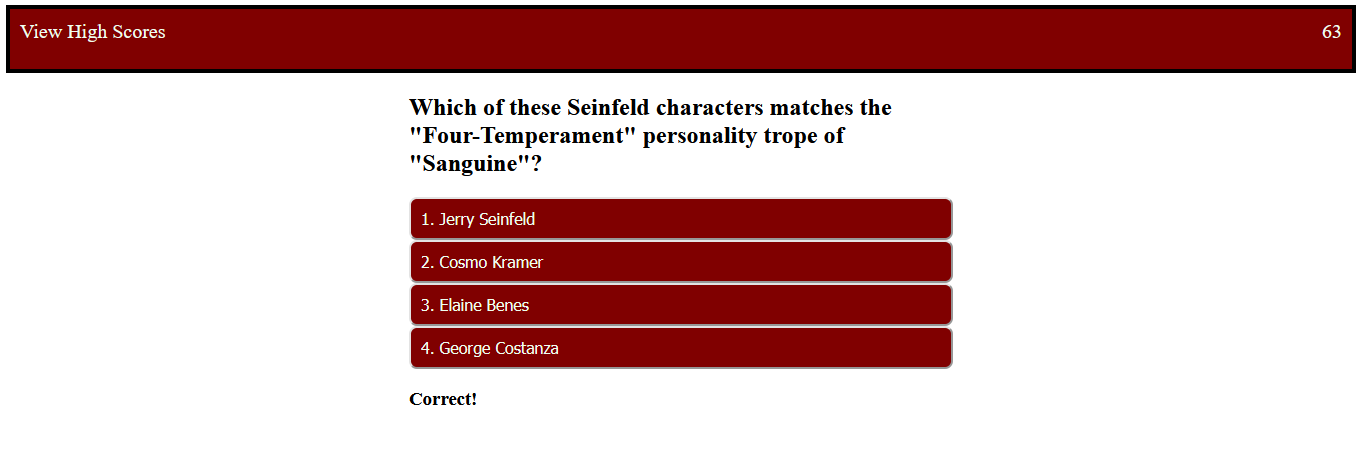 View High Scores
63
Which of these Seinfeld characters matches the
"Four-Temperament" personality trope of
"Sanguine"?
1. Jerry Seinfeld
2. Cosmo Kramer
3. Elaine Benes
4. George Costanza
Correct!